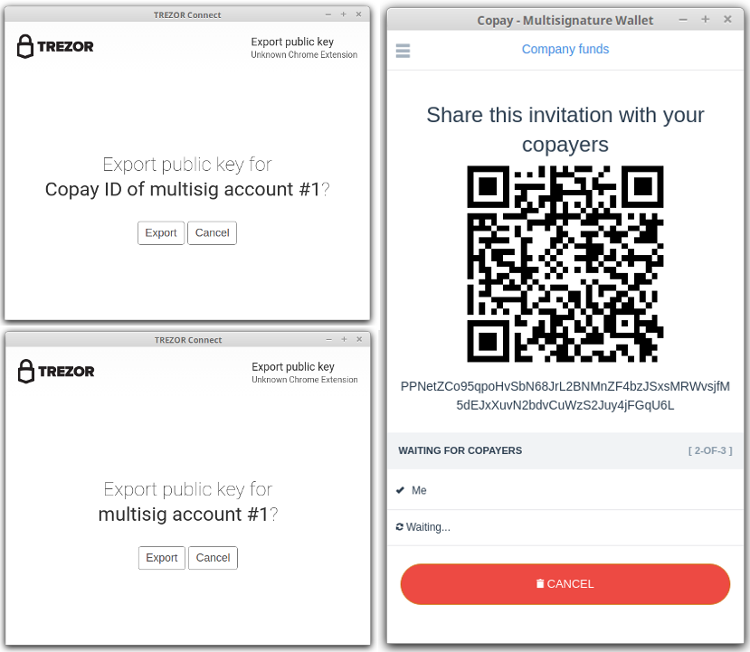 TREZOR Connect
TREZOR
Export public key
Unknown Chrome Extension
Export public key for
Copay ID of multisig account #1?
Export
Cancel
TREZOR Connect
TREZOR
Export public key
Unknown Chrome Extension
Export public key for
multisig account #1?
Export
Cancel
Copay - Multisignature Wallet
Company funds
Share this invitation with your
copayers
PPNetZCo95qpoHvSbN68JrL2BNMnZF4bzJSxsMRWvsjfM
5dEJxXuvN2bdvCuWzS2Juy4jFGqU6L
WAITING FOR COPAYERS
[ 2-OF-3 ]
Me
Waiting...
CANCEL